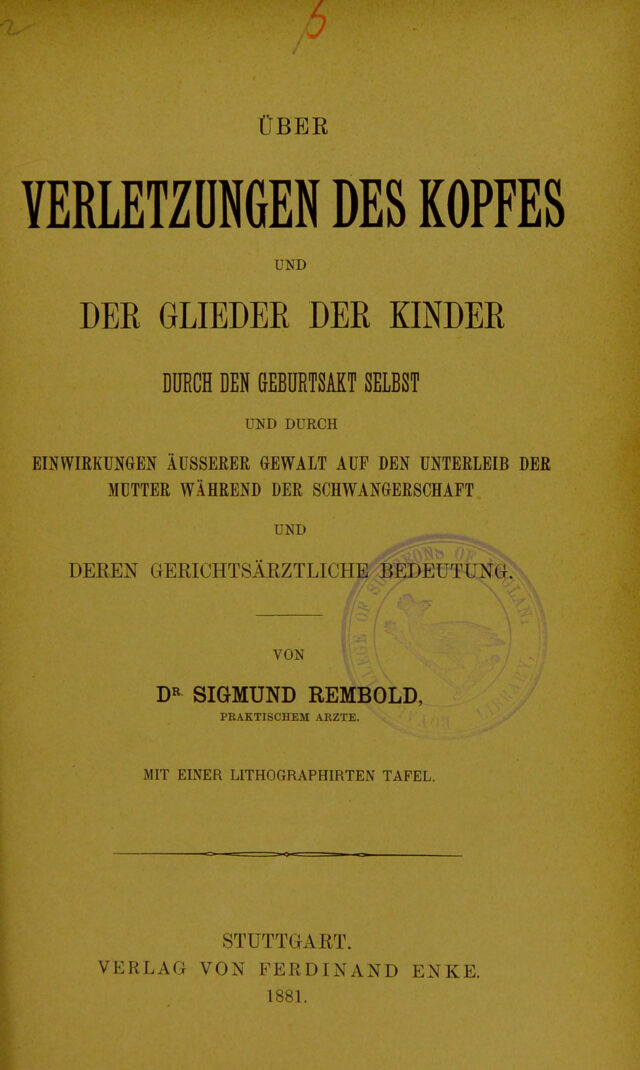 5
ÜBER
VERLETZUNGEN DES KOPFES
UND
DER GLIEDER DER KINDER
DURCH DEN GEBURTSAKT SELBST
UND DURCH
EINWIRKUNGEN ÄUSSERER GEWALT AUF DEN UNTERLEIB DER
MUTTER WÄHREND DER SCHWANGERSCHAFT
UND
DEREN GERICHTSÄRZTLICHE BEDEUTUNG.
VON
DR. SIGMUND REMBOLD,
PRAKTISCHEM ARZTE.
MIT EINER LITHOGRAPHIRTEN TAFEL.
STUTTGART.
VERLAG VON FERDINAND ENKE.
1881.
LIBRARY,